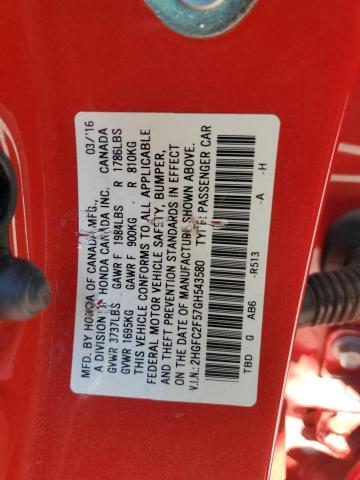 MFD. BY HONDA OF CANADA MFG., 03/16
A DIVISION OF HONDA CANADA INC. CANADA
GVWR 3737LBS GAWR F 1984LBS R 1786LBS
GVWR 1695KG GAWR F 900KG R 810KG
THIS VEHICLE CONFORMS TO ALL APPLICABLE
FEDERAL MOTOR VEHICLE SAFETY, BUMPER,
AND THEFT PREVENTION STANDARDS IN EFFECT
ON THE DATE OF MANUFACTURE SHOWN ABOVE.
V.I.N.: 2HGFC2F57GH543580 TYPE: PASSENGER CAR
TBD G AB6 -R513 -A -H